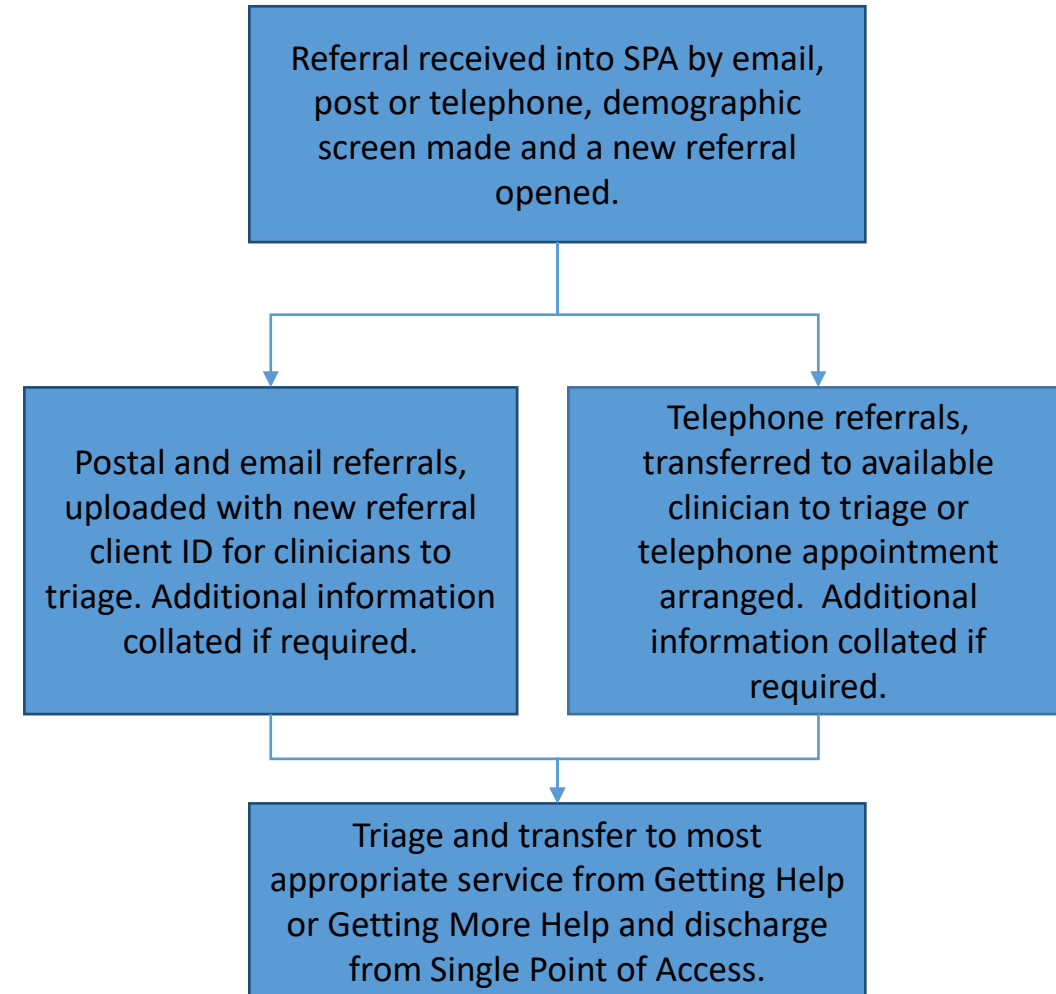 Referral received into SPA by email,
post or telephone, demographic
screen made and a new referral
opened.
Postal and email referrals,
uploaded with new referral
client ID for clinicians to
triage. Additional information
collated if required.
Telephone referrals,
transferred to available
clinician to triage or
telephone appointment
arranged.  Additional
information collated if
required.
Triage and transfer to most
appropriate service from Getting Help
or Getting More Help and discharge
from Single Point of Access.